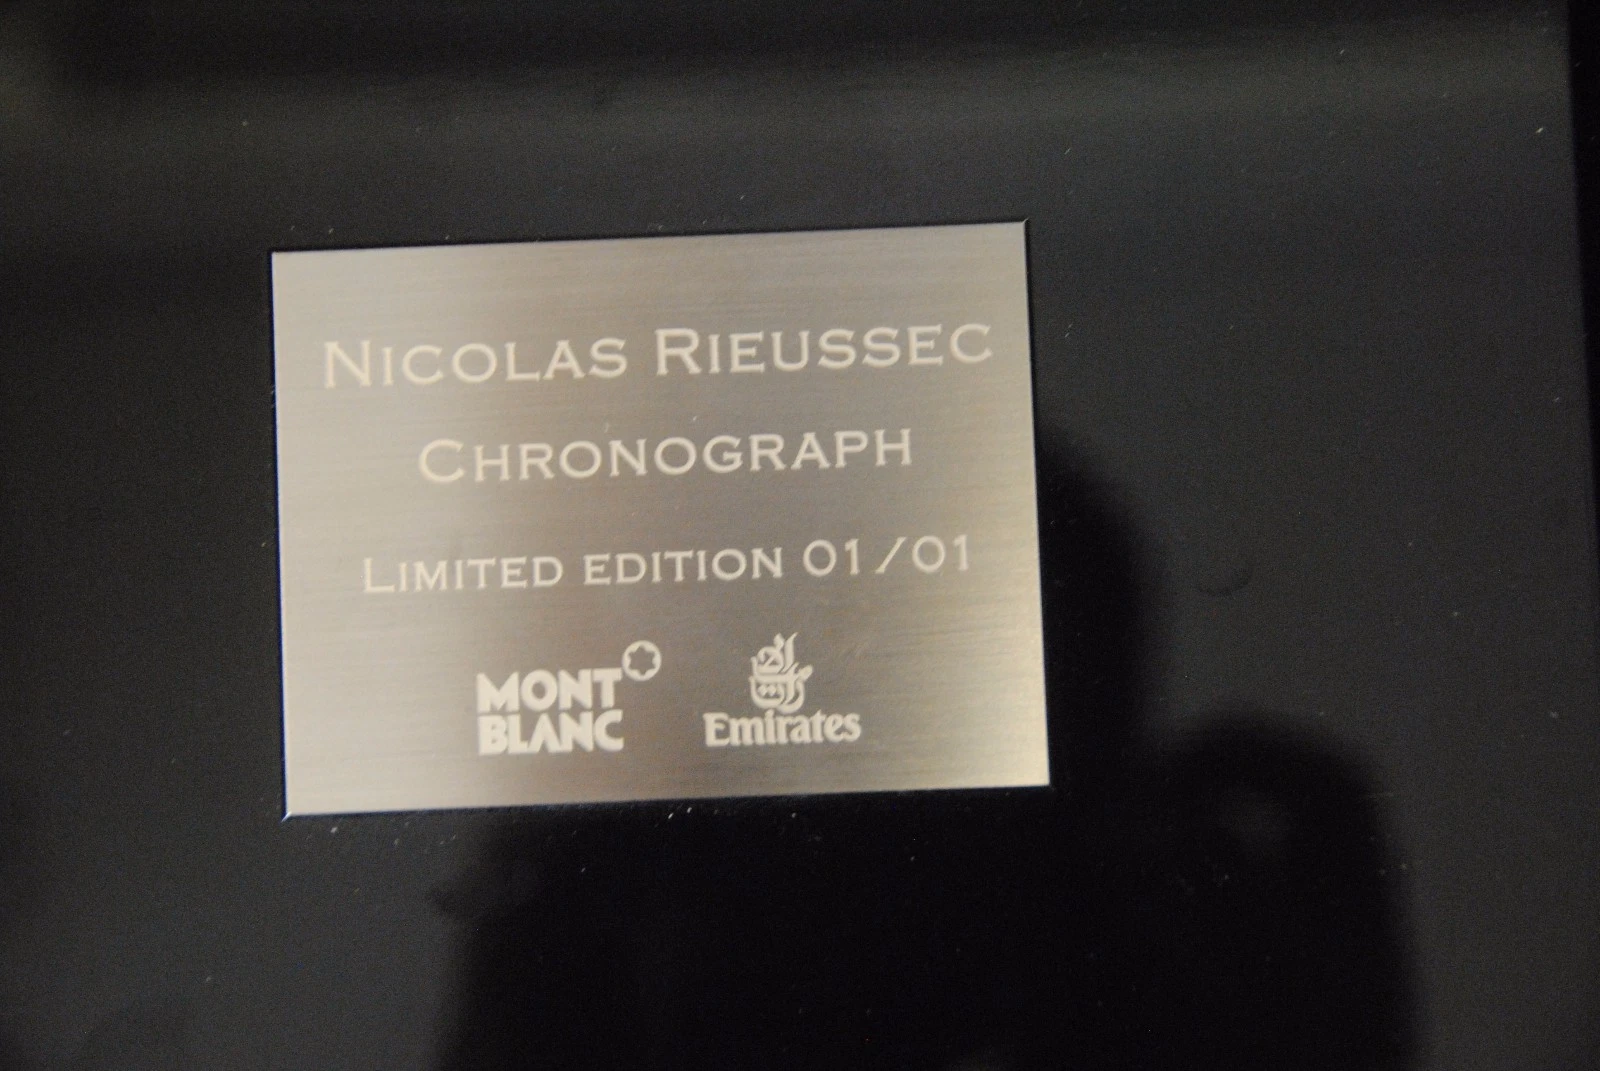 NICOLAS RIEUSSEC
CHRONOGRAPH
LIMITED EDITION 01/01
MONT
BLANC
Emirates